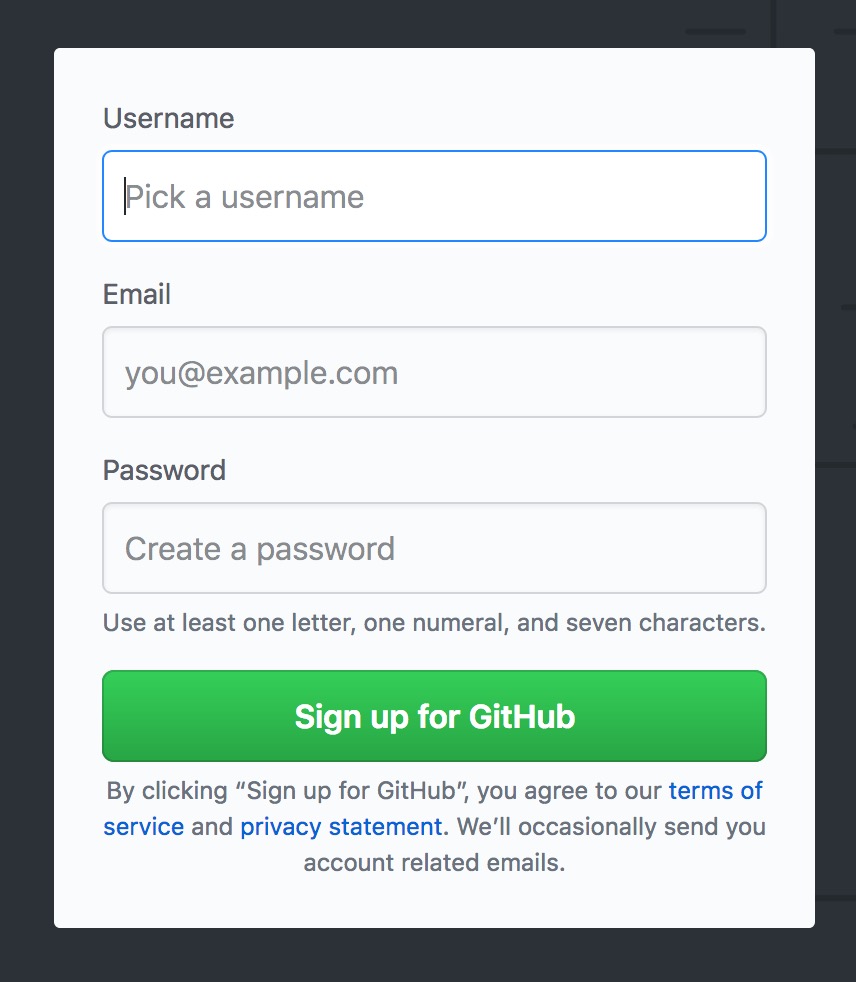 Username
Pick a username
Email
you@example.com
Password
Create a password
Use at least one letter, one numeral, and seven characters.
Sign up for GitHub
By clicking “Sign up for GitHub”, you agree to our terms of
service and privacy statement. We’ll occasionally send you
account related emails.